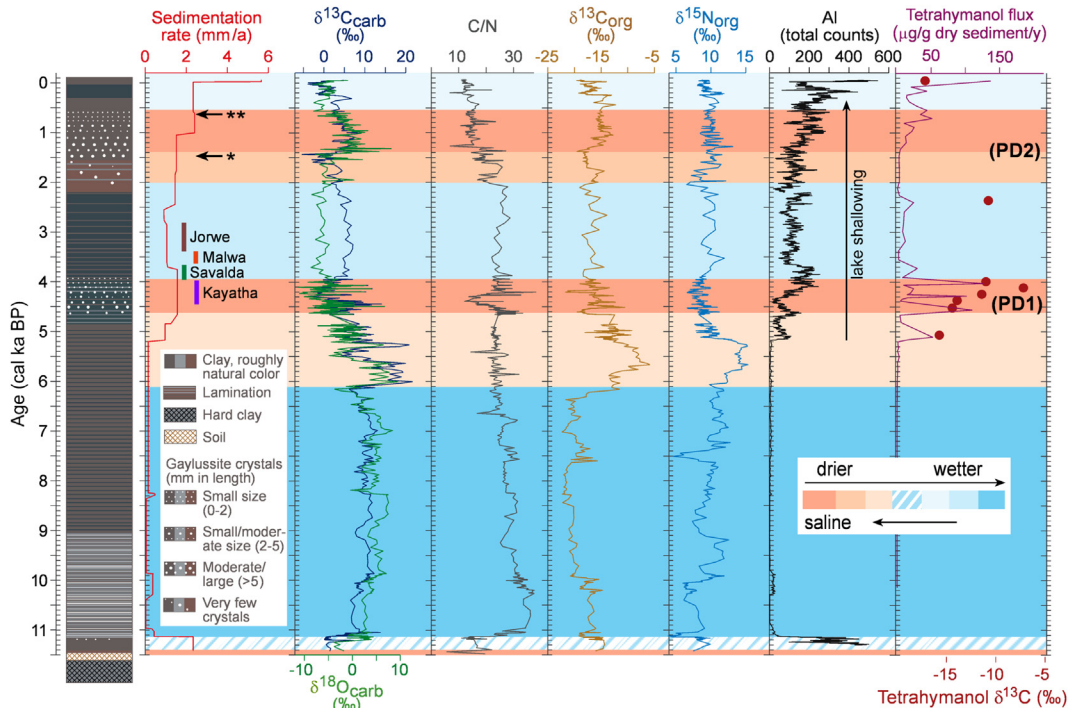 Sedimentation
rate (mm/a)
δ13Ccarb
(‰)
C/N
δ13Corg
(‰)
δ15Norg
(‰)
Al
(total counts)
Tetrahymanol flux
(μg/g dry sediment/y)
0 2 4 6
0 10 20
10 20 30
-25 -15 -5
5 10 15
0 200 400 600
50 100 150
Age (cal ka BP)
0
1
2
3
4
5
6
7
8
9
10
11
**
*
Jorwe
Malwa
Savalda
Kayatha
(PD2)
(PD1)
lake shallowing
Clay, roughly
natural color
Lamination
Hard clay
Soil
Gaylussite crystals
(mm in length)
Small size
(0-2)
Small/moder-
ate size (2-5)
Moderate/
large (>5)
Very few
crystals
drier wetter
saline
-10 0 10
δ18Ocarb
(‰)
-15 -10 -5
Tetrahymanol δ13C (‰)